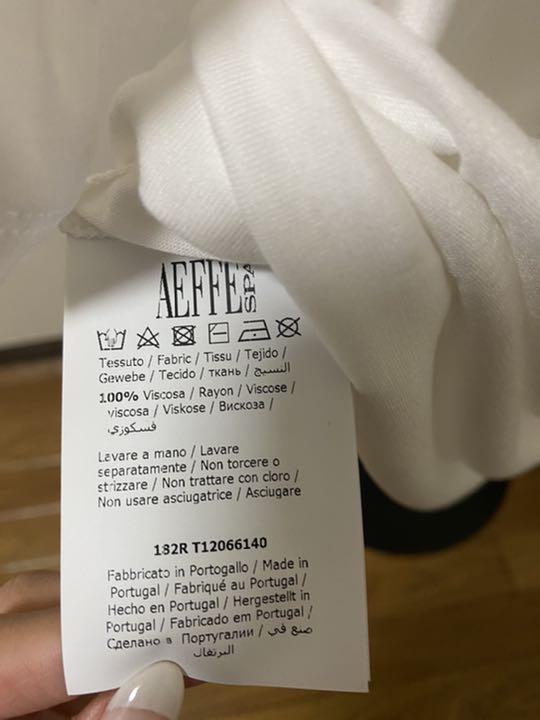 AEFFE SPA
Tessuto / Fabric / Tissu / Tejido /
Gewebe / Tecido / ткань / النسيج
100% Viscosa / Rayon / Viscose /
viscosa / Viskose / Вискоза /
فسكوزي
Lavare a mano / Lavare
separatamente / Non torcere o
strizzare / Non trattare con cloro /
Non usare asciugatrice / Asciugare
182R T12066140
Fabbricato in Portogallo / Made in
Portugal / Fabriqué au Portugal /
Hecho en Portugal / Hergestellt in
Portugal / Fabricado em Portugal /
Сделано в Португалии / صنع في
البرتغال